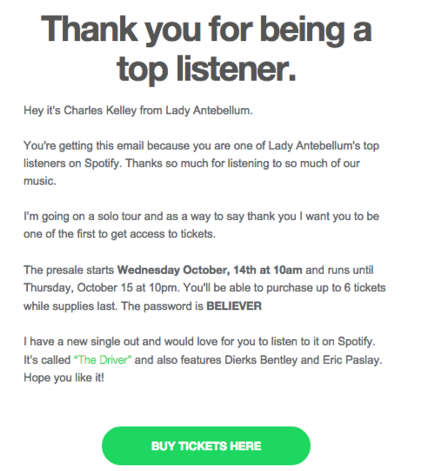 Thank you for being a
top listener.
Hey it's Charles Kelley from Lady Antebellum.
You're getting this email because you are one of Lady Antebellum's top
listeners on Spotify. Thanks so much for listening to so much of our
music.
I'm going on a solo tour and as a way to say thank you I want you to be
one of the first to get access to tickets.
The presale starts Wednesday October, 14th at 10am and runs until
Thursday, October 15 at 10pm. You'll be able to purchase up to 6 tickets
while supplies last. The password is BELIEVER
I have a new single out and would love for you to listen to it on Spotify.
It's called “The Driver” and also features Dierks Bentley and Eric Paslay.
Hope you like it!
BUY TICKETS HERE